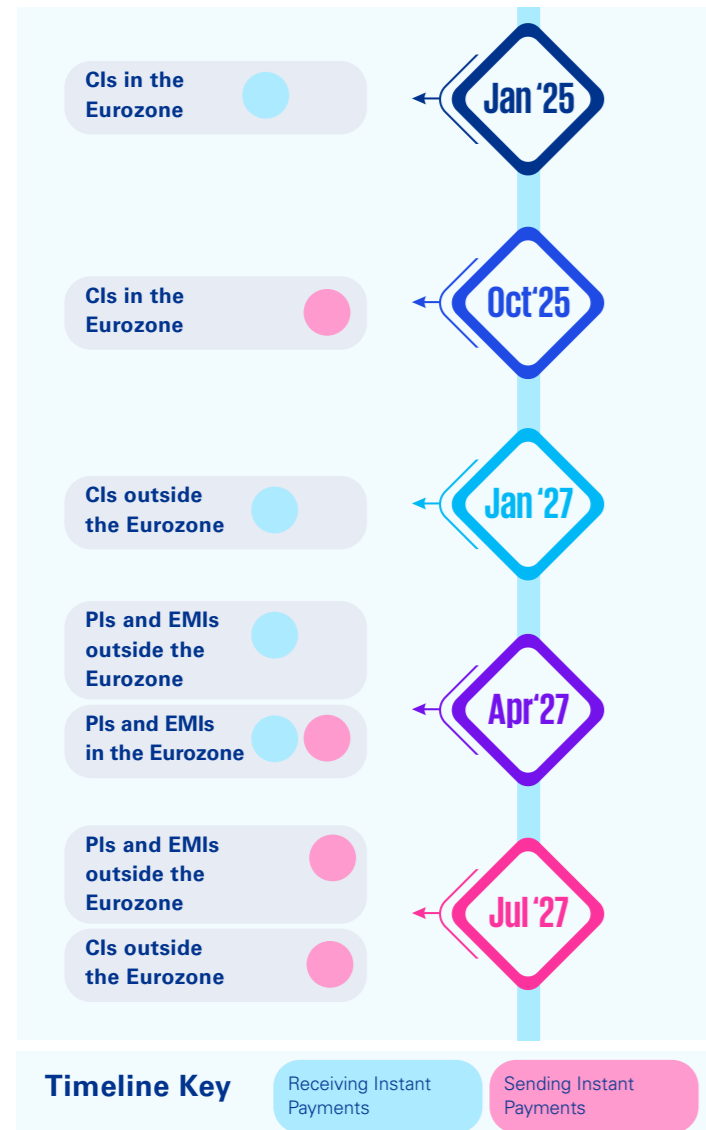 CIs in the
Eurozone
Jan ‘25
CIs in the
Eurozone
Oct‘25
CIs outside
the Eurozone
Jan ‘27
PIs and EMIs
outside the
Eurozone
PIs and EMIs
in the Eurozone
Apr‘27
PIs and EMIs
outside the
Eurozone
CIs outside
the Eurozone
Jul ‘27
Timeline Key
Receiving Instant
Payments
Sending Instant
Payments